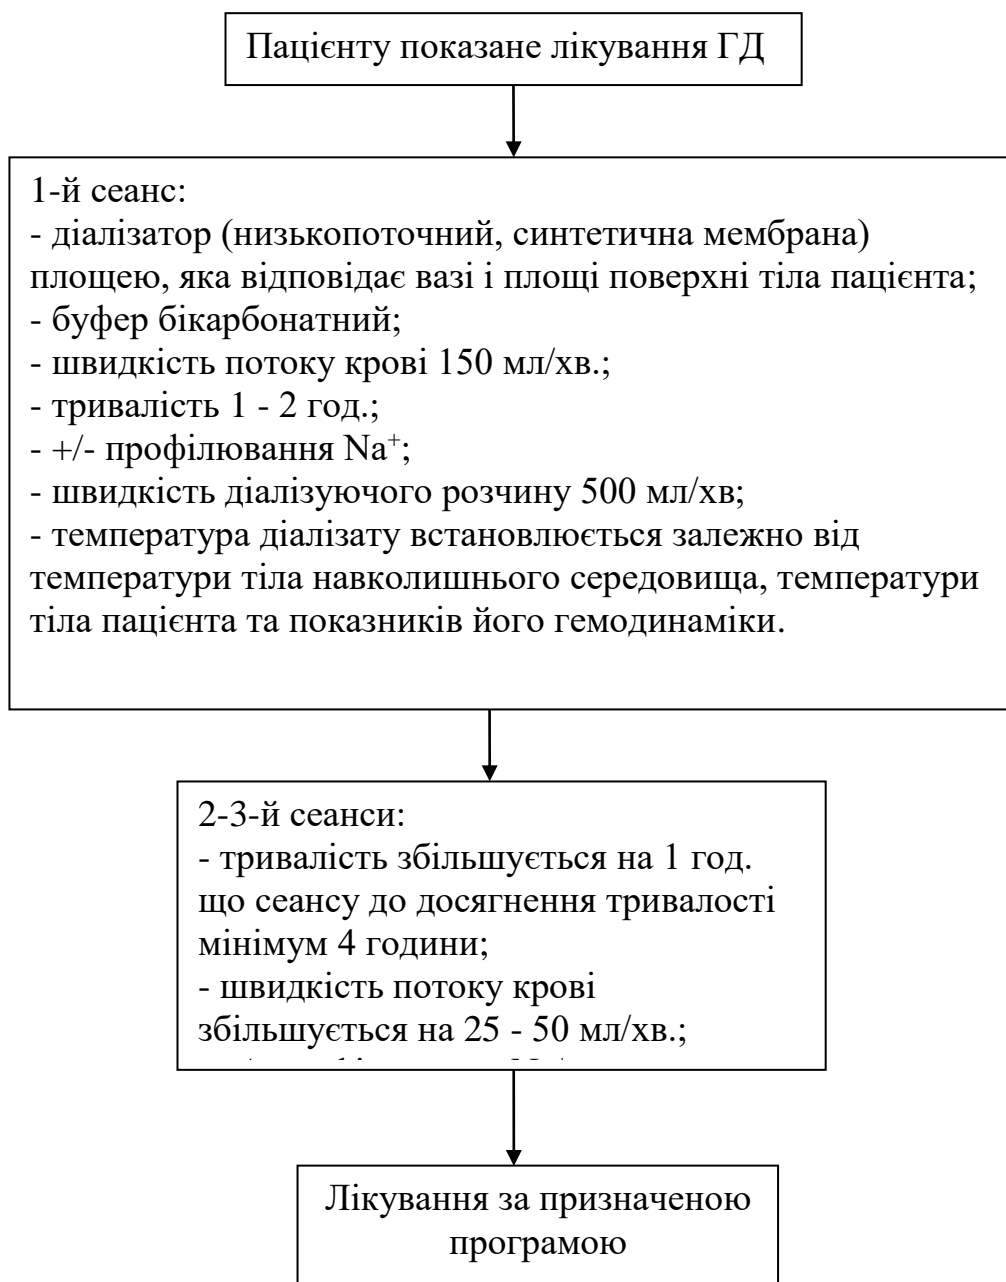 Пацієнту показане лікування ГД
1-й сеанс:
- діалізатор (низькопоточний, синтетична мембрана)
площею, яка відповідає вазі і площі поверхні тіла пацієнта;
- буфер бікарбонатний;
- швидкість потоку крові 150 мл/хв.;
- тривалість 1 - 2 год.;
- +/- профілювання Na⁺;
- швидкість діалізуючого розчину 500 мл/хв;
- температура діалізату встановлюється залежно від
температури тіла навколишнього середовища, температури
тіла пацієнта та показників його гемодинаміки.
2-3-й сеанси:
- тривалість збільшується на 1 год.
що сеансу до досягнення тривалості
мінімум 4 години;
- швидкість потоку крові
збільшується на 25 - 50 мл/хв.;
Лікування за призначеною
програмою